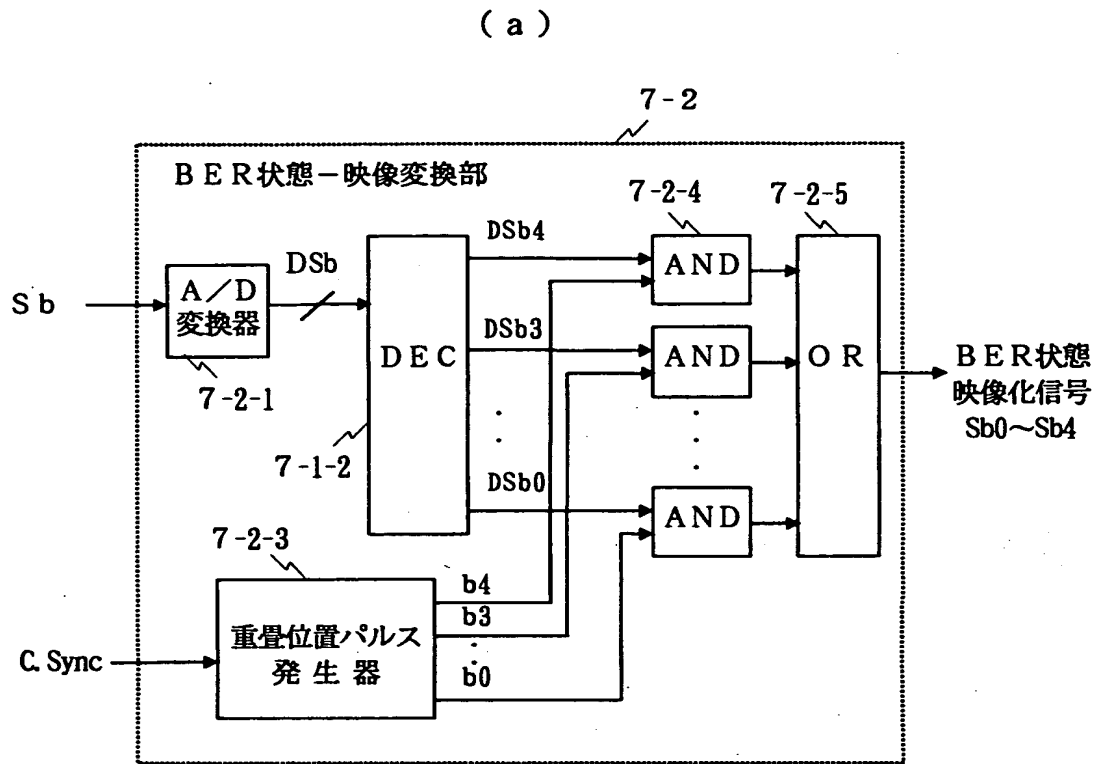 (a)
7-2
BER状態-映像変換部
7-2-4
7-2-5
DSb4
DSb
AND
Sb
A/D
変換器
DSb3
DEC
AND
OR
BER状態
映像化信号
Sb0~Sb4
7-2-1
7-1-2
DSb0
AND
7-2-3
b4
b3
重畳位置パルス
発生器
b0
C.Sync